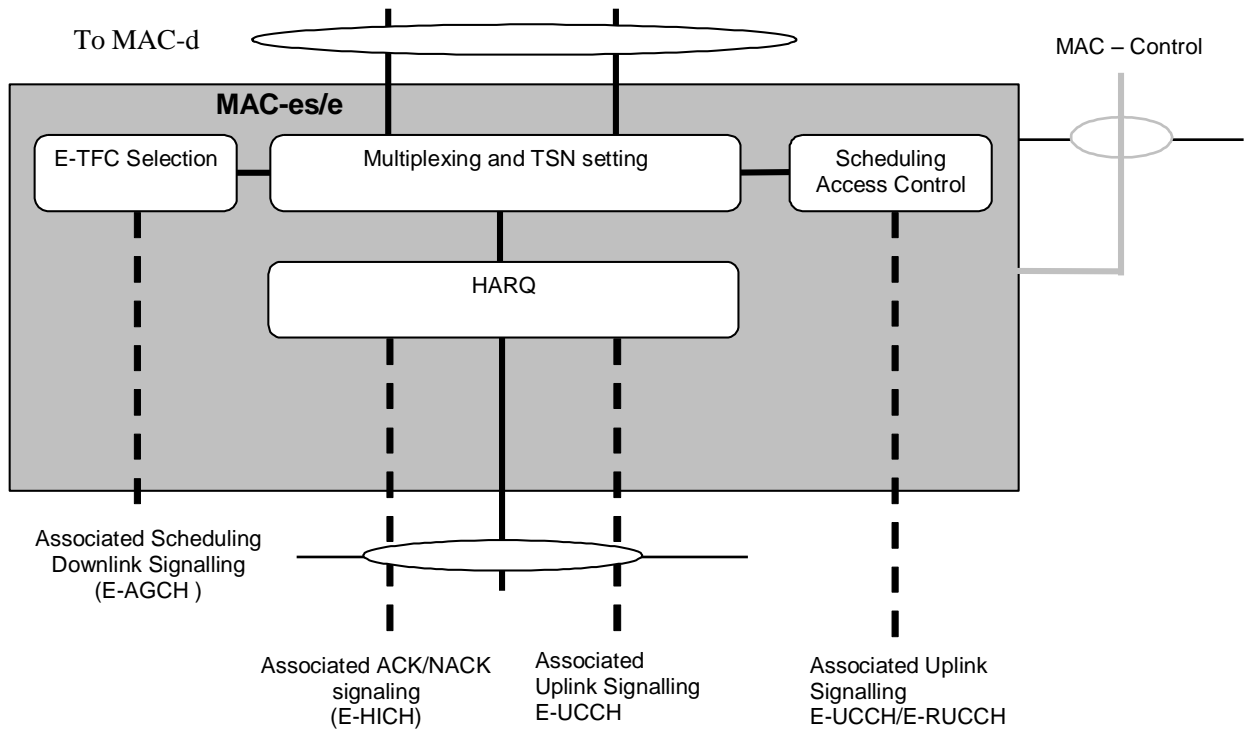 To MAC-d
MAC – Control
MAC-es/e
E-TFC Selection
Multiplexing and TSN setting
Scheduling
Access Control
HARQ
Associated Scheduling
Downlink Signalling
(E-AGCH )
Associated ACK/NACK
signaling
(E-HICH)
Associated
Uplink Signalling
E-UCCH
Associated Uplink
Signalling
E-UCCH/E-RUCCH